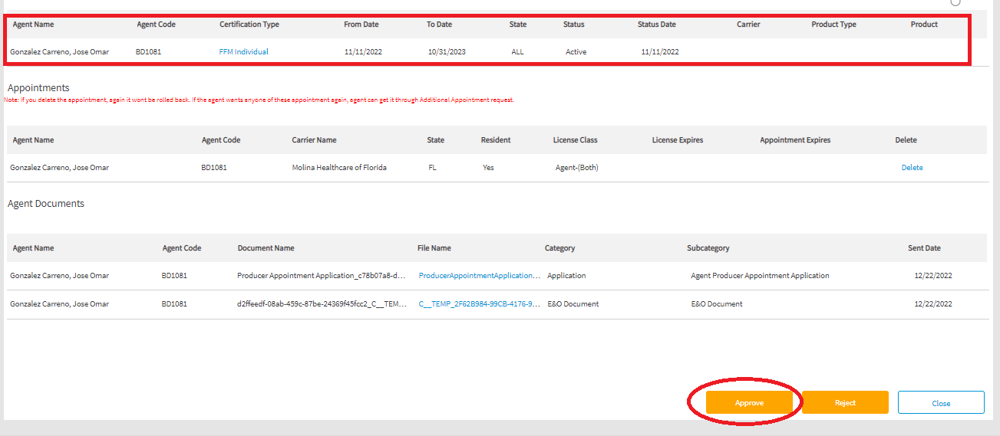 Agent Name Agent Code Certification Type From Date To Date State Status Status Date Carrier Product Type Product
Gonzalez Carreno, Jose Omar BD1081 FFM Individual 11/11/2022 10/31/2023 ALL Active 11/11/2022
Appointments
Note: If you delete the appointment, again it wont be rolled back. If the agent wants anyone of these appointment again, agent can get it through Additional Appointment request.
Agent Name Agent Code Carrier Name State Resident License Class License Expires Appointment Expires Delete
Gonzalez Carreno, Jose Omar BD1081 Molina Healthcare of Florida FL Yes Agent-(Both) Delete
Agent Documents
Agent Name Agent Code Document Name File Name Category Subcategory Sent Date
Gonzalez Carreno, Jose Omar BD1081 Producer Appointment Application_c78b07a8-d... ProducerAppointmentApplication... Application Agent Producer Appointment Application 12/22/2022
Gonzalez Carreno, Jose Omar BD1081 d2ffeedf-08ab-459c-87be-24369f45fcc2_C__TEM... C__TEMP_2F62B984-99CB-4176-9... E&O Document E&O Document 12/22/2022
Approve Reject Close